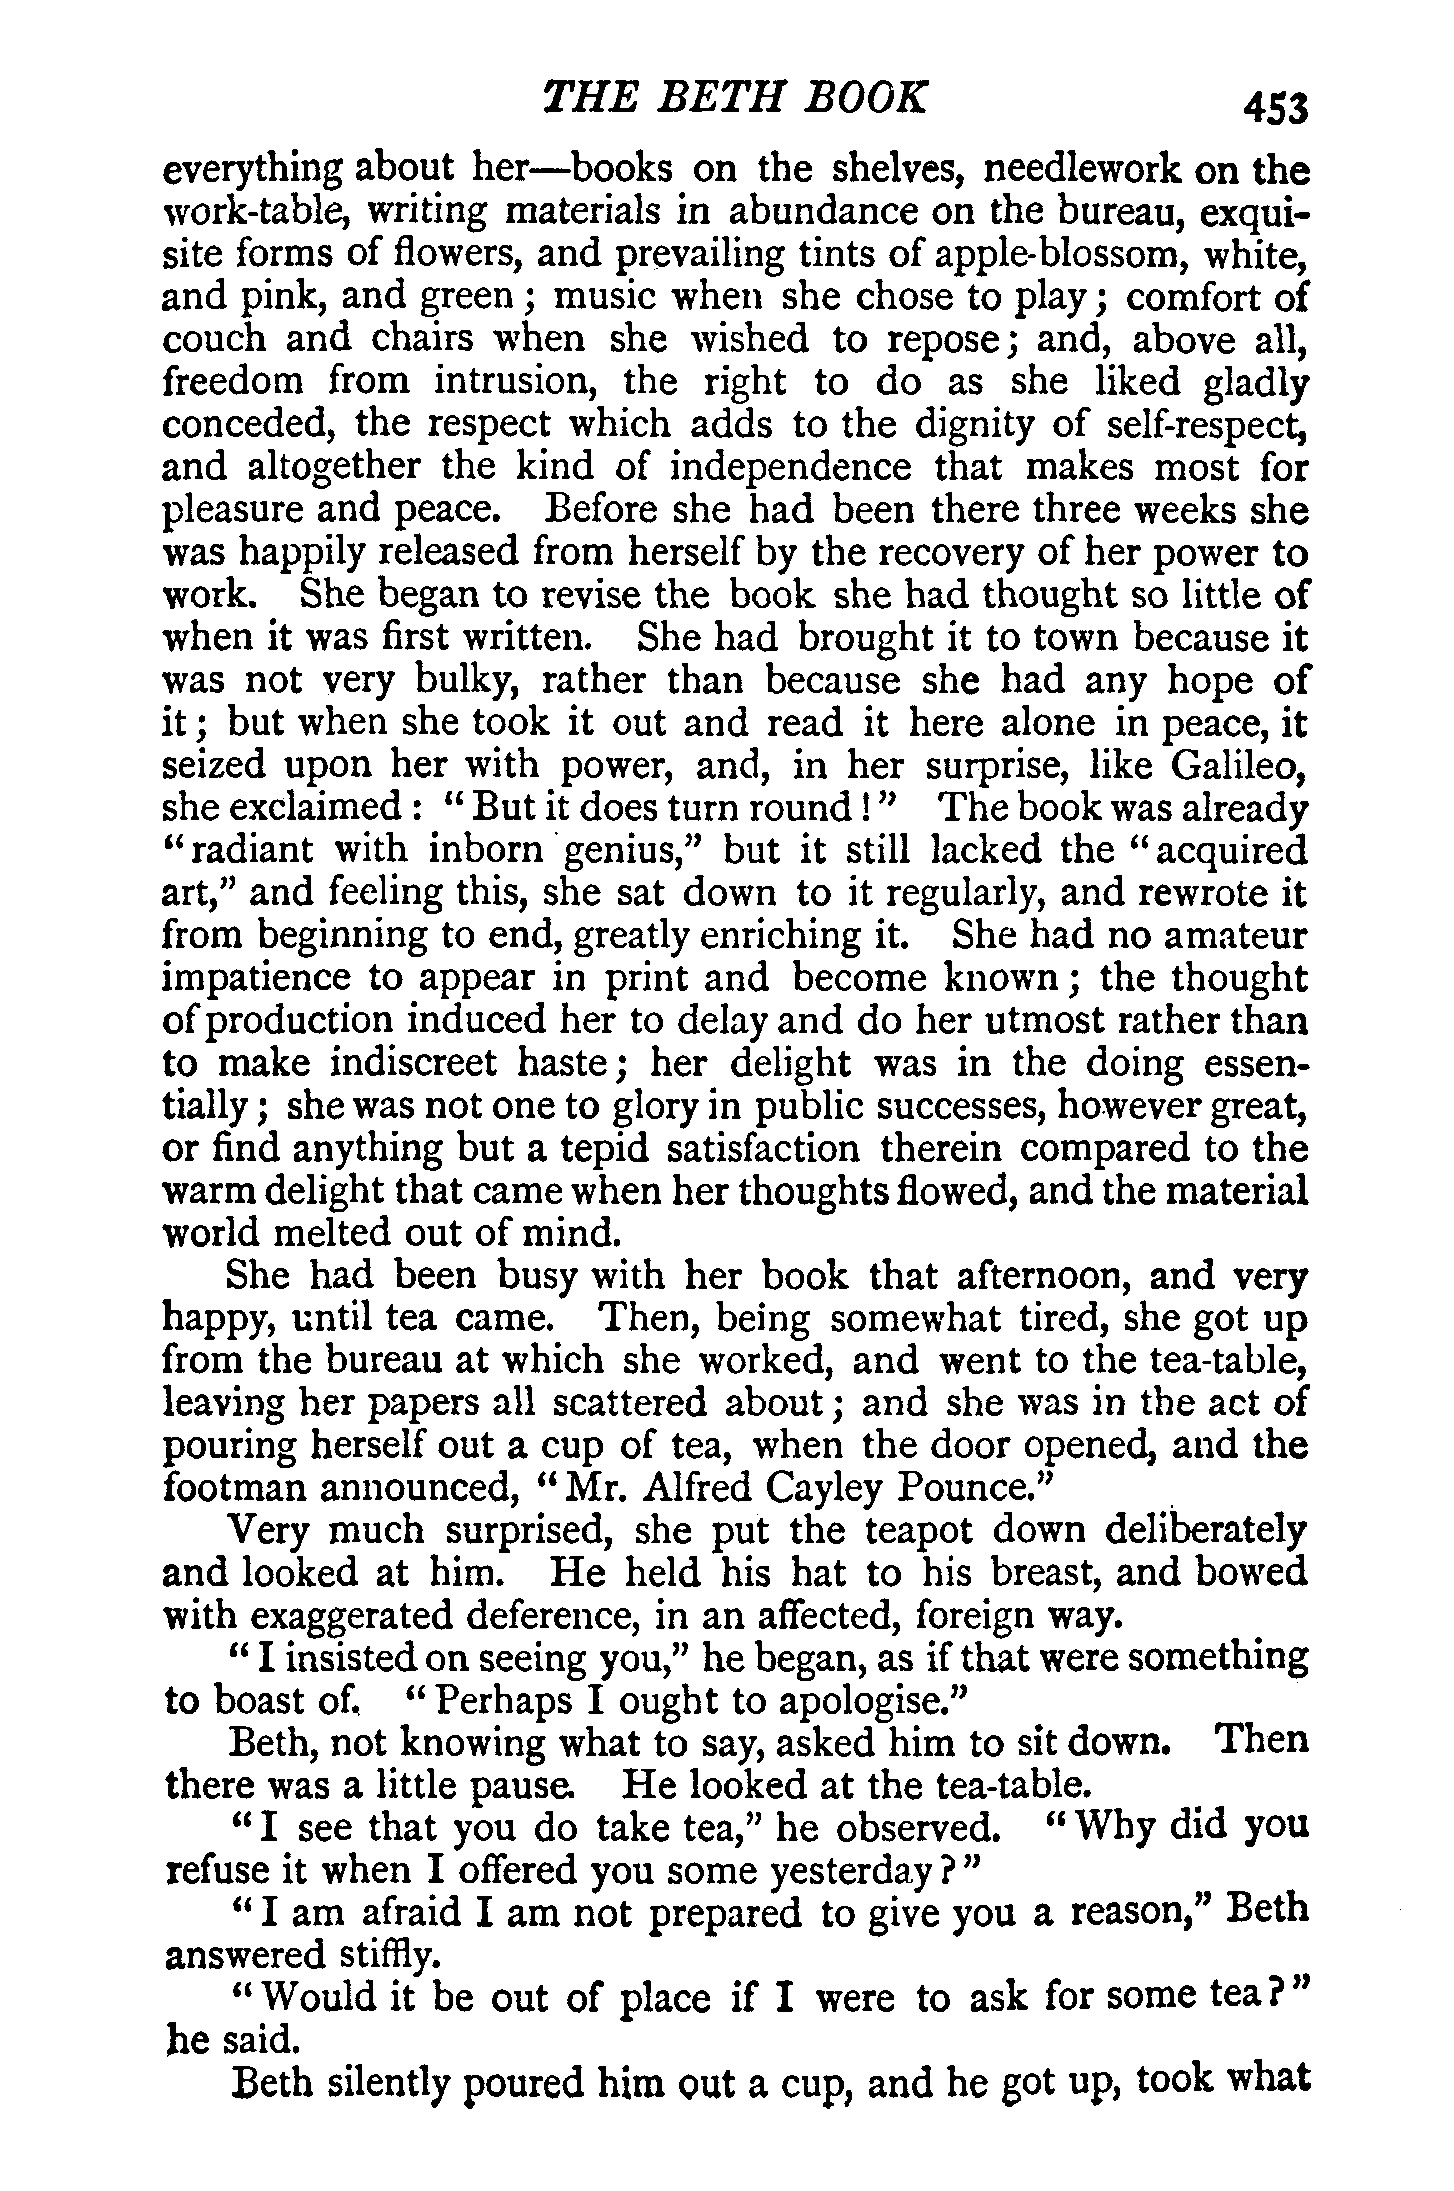 THE BETH BOOK 453
everything about her—books on the shelves, needlework on the
work-table, writing materials in abundance on the bureau, exqui-
site forms of flowers, and prevailing tints of apple-blossom, white,
and pink, and green; music when she chose to play; comfort of
couch and chairs when she wished to repose; and, above all,
freedom from intrusion, the right to do as she liked gladly
conceded, the respect which adds to the dignity of self-respect,
and altogether the kind of independence that makes most for
pleasure and peace. Before she had been there three weeks she
was happily released from herself by the recovery of her power to
work. She began to revise the book she had thought so little of
when it was first written. She had brought it to town because it
was not very bulky, rather than because she had any hope of
it; but when she took it out and read it here alone in peace, it
seized upon her with power, and, in her surprise, like Galileo,
she exclaimed: "But it does turn round!" The book was already
"radiant with inborn genius," but it still lacked the "acquired
art," and feeling this, she sat down to it regularly, and rewrote it
from beginning to end, greatly enriching it. She had no amateur
impatience to appear in print and become known; the thought
of production induced her to delay and do her utmost rather than
to make indiscreet haste; her delight was in the doing essen-
tially; she was not one to glory in public successes, however great,
or find anything but a tepid satisfaction therein compared to the
warm delight that came when her thoughts flowed, and the material
world melted out of mind.
She had been busy with her book that afternoon, and very
happy, until tea came. Then, being somewhat tired, she got up
from the bureau at which she worked, and went to the tea-table,
leaving her papers all scattered about; and she was in the act of
pouring herself out a cup of tea, when the door opened, and the
footman announced, "Mr. Alfred Cayley Pounce."
Very much surprised, she put the teapot down deliberately
and looked at him. He held his hat to his breast, and bowed
with exaggerated deference, in an affected, foreign way.
"I insisted on seeing you," he began, as if that were something
to boast of. "Perhaps I ought to apologise."
Beth, not knowing what to say, asked him to sit down. Then
there was a little pause. He looked at the tea-table.
"I see that you do take tea," he observed. "Why did you
refuse it when I offered you some yesterday?"
"I am afraid I am not prepared to give you a reason," Beth
answered stiffly.
"Would it be out of place if I were to ask for some tea?"
he said.
Beth silently poured him out a cup, and he got up, took what